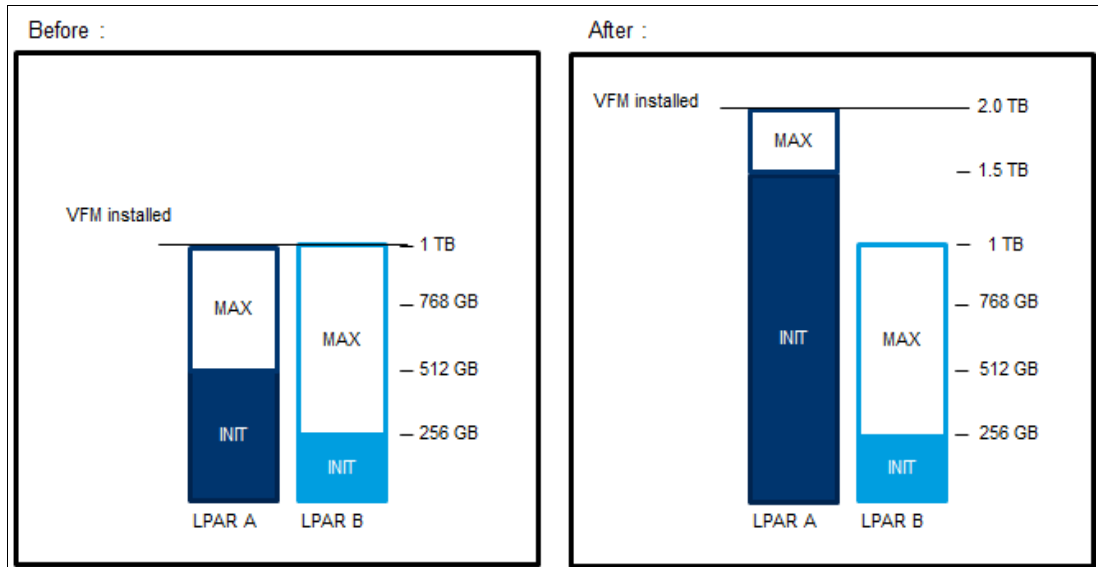 Before :
VFM installed
1 TB
768 GB
512 GB
256 GB
MAX
MAX
INIT
INIT
LPAR A
LPAR B
After :
VFM installed
2.0 TB
1.5 TB
1 TB
768 GB
512 GB
256 GB
MAX
INIT
MAX
INIT
LPAR A
LPAR B